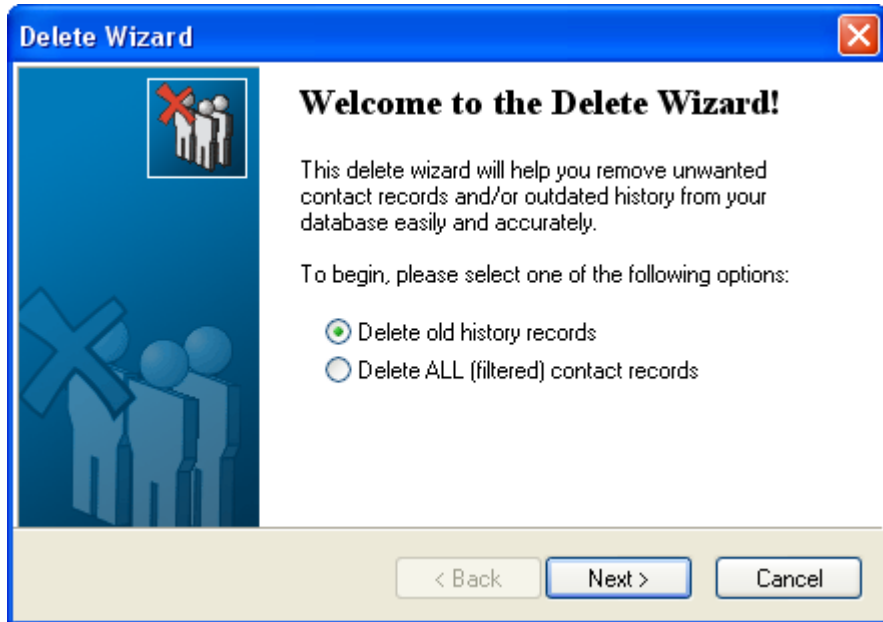 Delete Wizard
Welcome to the Delete Wizard!
This delete wizard will help you remove unwanted
contact records and/or outdated history from your
database easily and accurately.
To begin, please select one of the following options:
Delete old history records
Delete ALL (filtered) contact records
< Back Next > Cancel